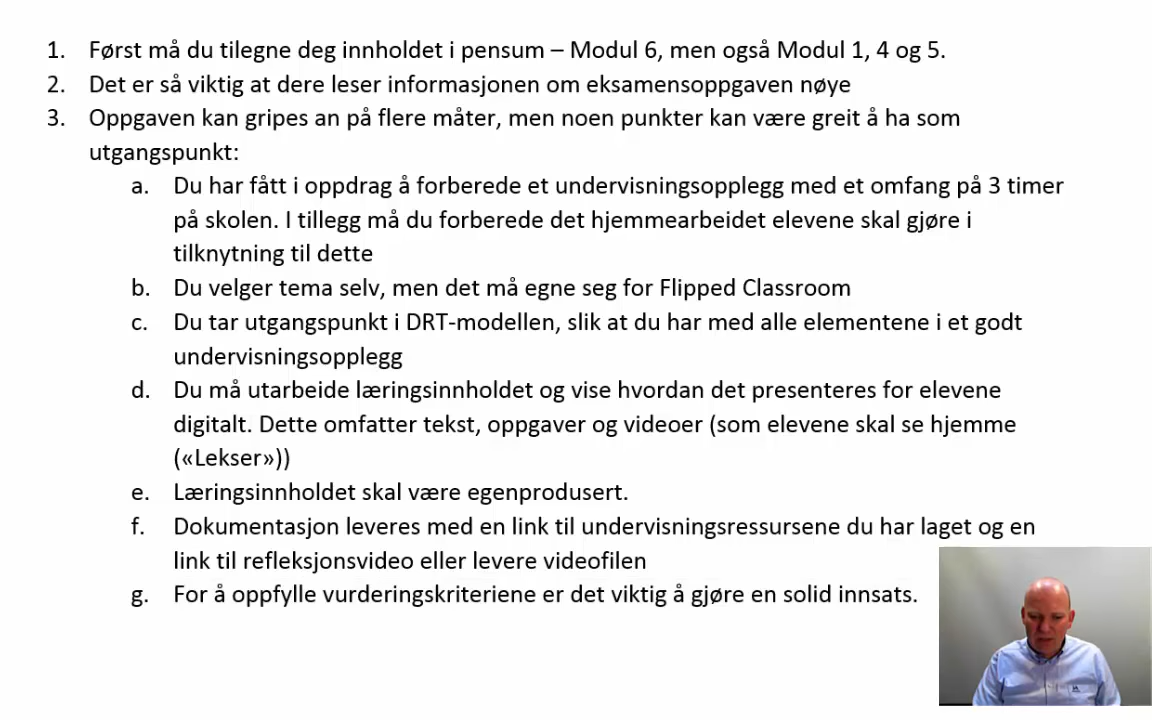 1. Først må du tilegne deg innholdet i pensum – Modul 6, men også Modul 1, 4 og 5.
2. Det er så viktig at dere leser informasjonen om eksamensoppgaven nøye
3. Oppgaven kan gripes an på flere måter, men noen punkter kan være greit å ha som
utgangspunkt:
a. Du har fått i oppdrag å forberede et undervisningsopplegg med et omfang på 3 timer
på skolen. I tillegg må du forberede det hjemmearbeidet elevene skal gjøre i
tilknytning til dette
b. Du velger tema selv, men det må egne seg for Flipped Classroom
c. Du tar utgangspunkt i DRT-modellen, slik at du har med alle elementene i et godt
undervisningsopplegg
d. Du må utarbeide læringsinnholdet og vise hvordan det presenteres for elevene
digitalt. Dette omfatter tekst, oppgaver og videoer (som elevene skal se hjemme
(«Lekser»))
e. Læringsinnholdet skal være egenprodusert.
f. Dokumentasjon leveres med en link til undervisningsressursene du har laget og en
link til refleksjonsvideo eller levere videofilen
g. For å oppfylle vurderingskriteriene er det viktig å gjøre en solid innsats.